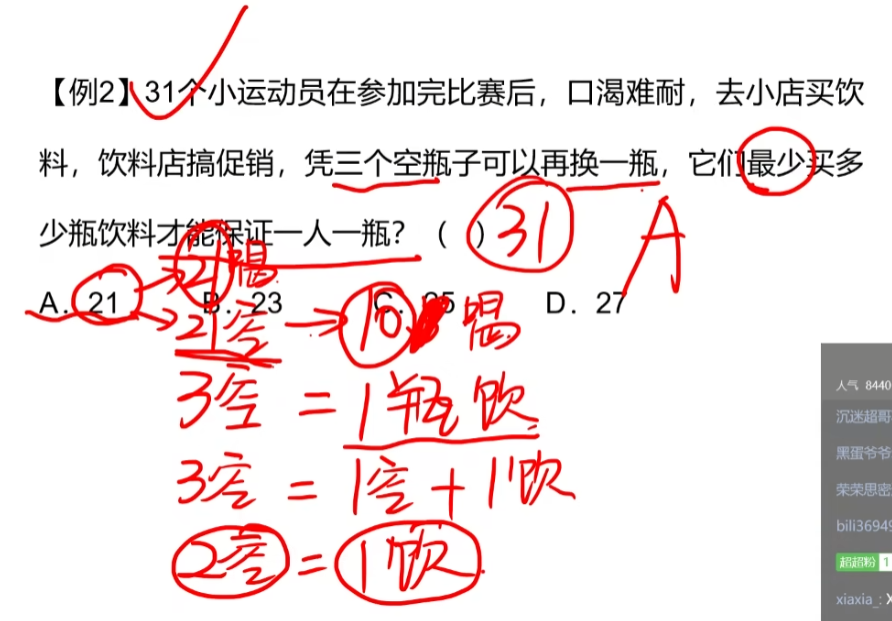 【例2】31个小运动员在参加完比赛后，口渴难耐，去小店买饮
料，饮料店搞促销，凭三个空瓶子可以再换一瓶，它们最少买多
少瓶饮料才能保证一人一瓶？（ ）31 A
21喝
A. 21 B. 23 C. 25 D. 27
21空 → 10 喝
3空 = 1瓶饮
3空 = 1空 + 1饮
2空 = 1饮
人气 8440
沉迷超哥
黑蛋爷爷
荣荣思密
bili36949
超超粉 1
xiaxia_: X